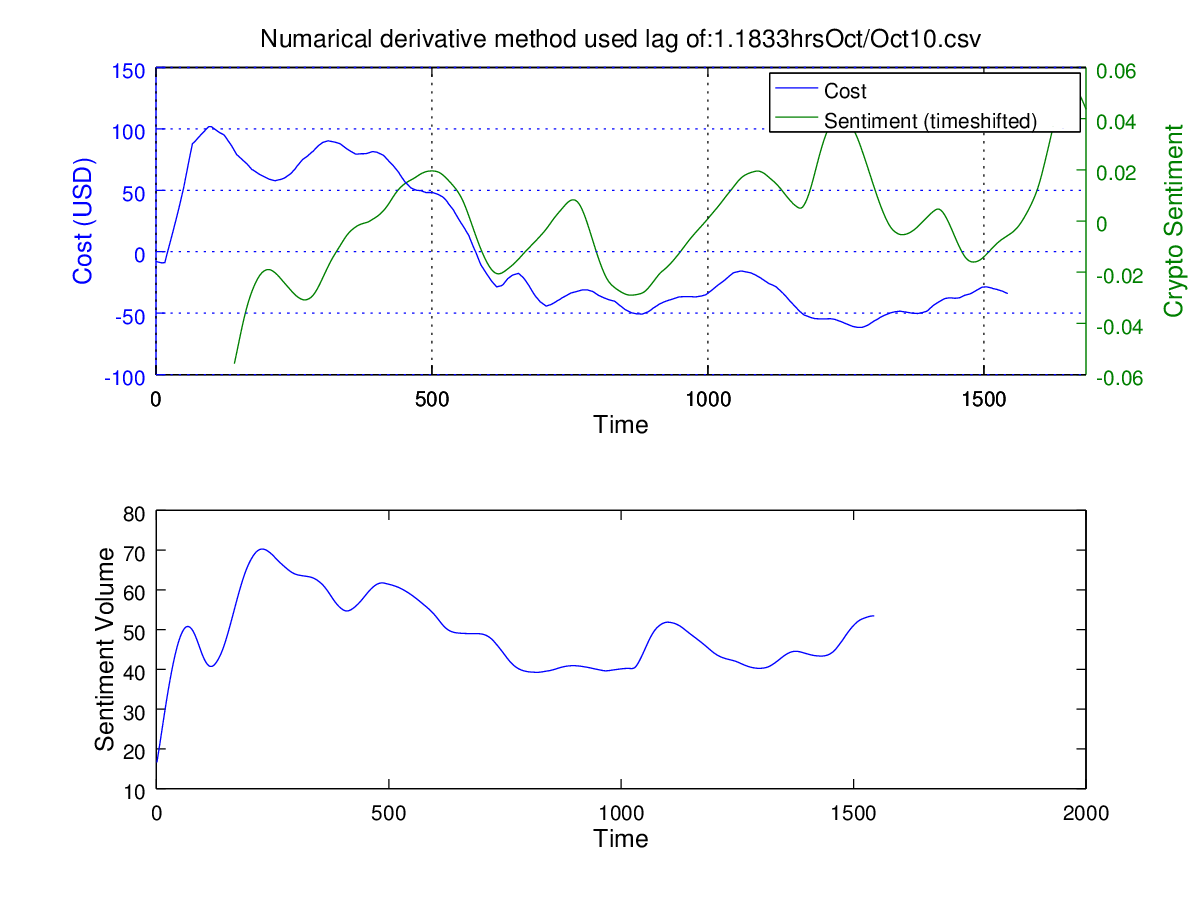 Numarical derivative method used lag of:1.1833hrsOct/Oct10.csv
150
100
50
0
-50
-100
Cost (USD)
0.06
0.04
0.02
0
-0.02
-0.04
-0.06
Crypto Sentiment
Cost
Sentiment (timeshifted)
0 500 1000 1500
Time
80
70
60
50
40
30
20
10
Sentiment Volume
0 500 1000 1500 2000
Time